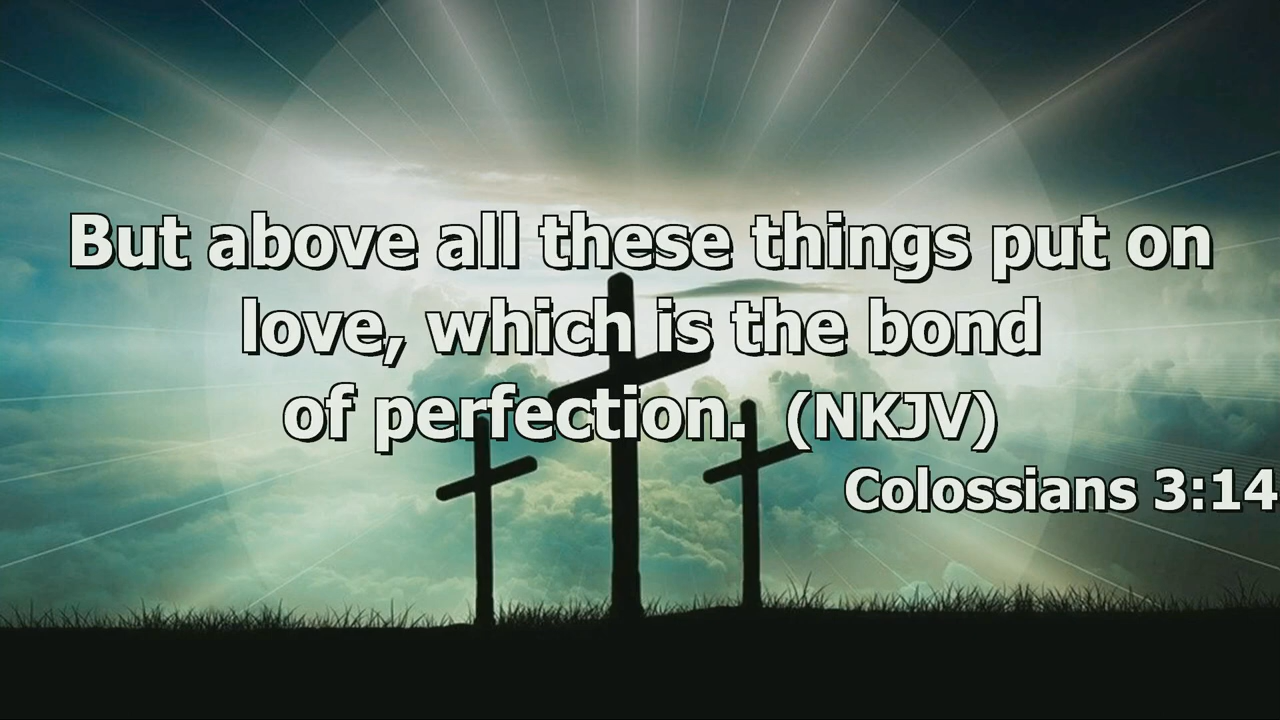 But above all these things put on
love, which is the bond
of perfection. (NKJV)
Colossians 3:14